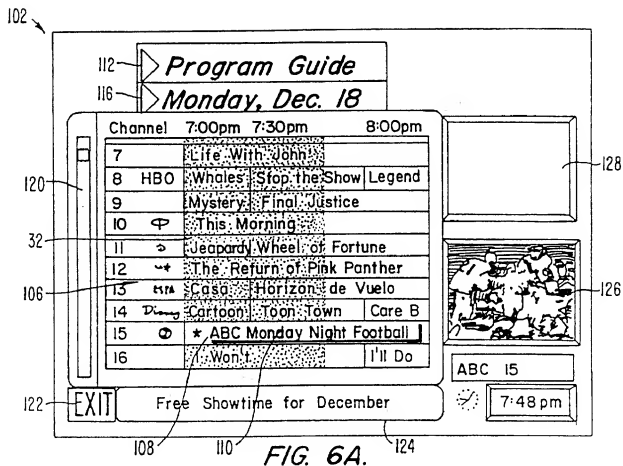 102
112 Program Guide
116 Monday, Dec. 18
Channel 7:00pm 7:30pm 8:00pm
7 Life With John
8 HBO Whales Stop the Show Legend
9 Mystery Final Justice
10 This Morning
11 Jeapardy Wheel of Fortune
12 The Return of Pink Panther
13 Casa Horizon de Vuelo
14 Disney Cartoon Toon Town Care B
15 * ABC Monday Night Football
16 I Won't I'll Do
120
32
106
128
126
ABC 15
7:48 pm
122 EXIT Free Showtime for December
108 110 124
FIG. 6A.